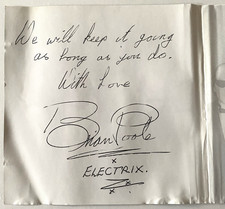 We will keep it going
as long as you do.
With Love
Brian Poole
x
ELECTRIX.
x